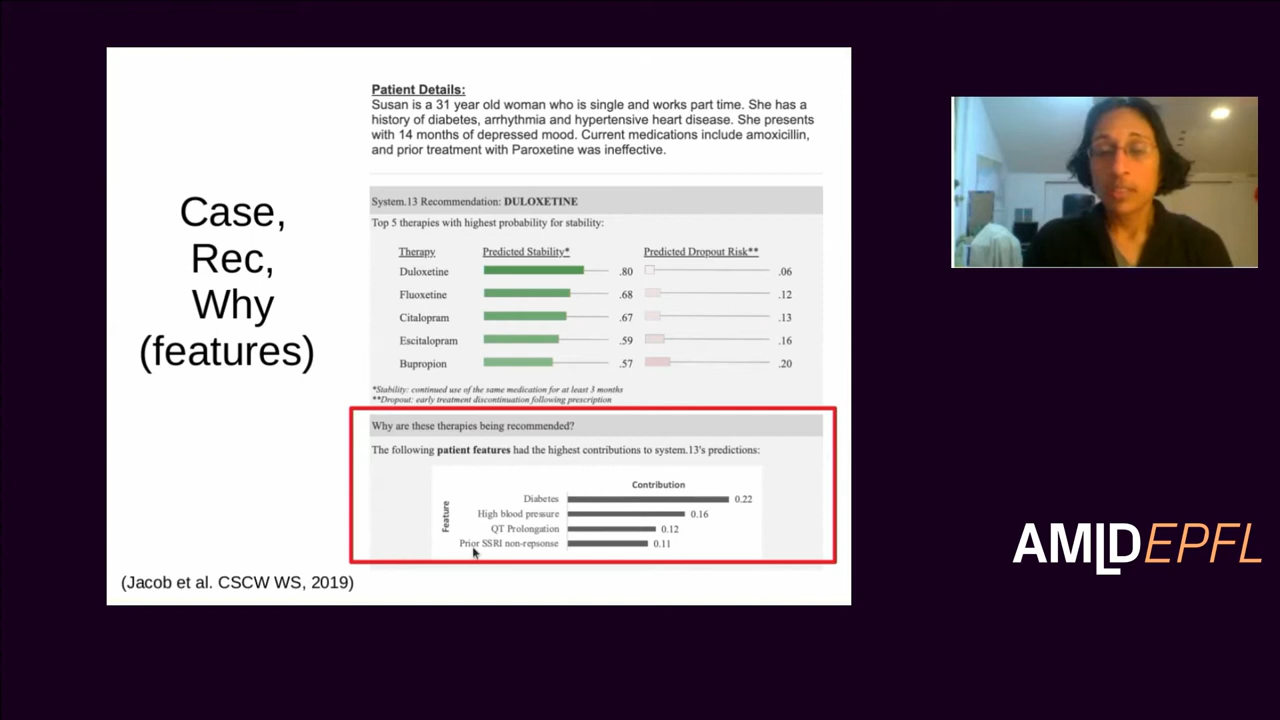 Case,
Rec,
Why
(features)
(Jacob et al. CSCW WS, 2019)
Patient Details:
Susan is a 31 year old woman who is single and works part time. She has a
history of diabetes, arrhythmia and hypertensive heart disease. She presents
with 14 months of depressed mood. Current medications include amoxicillin,
and prior treatment with Paroxetine was ineffective.
System.13 Recommendation: DULOXETINE
Top 5 therapies with highest probability for stability:
Therapy Predicted Stability* Predicted Dropout Risk**
Duloxetine .80 .06
Fluoxetine .68 .12
Citalopram .67 .13
Escitalopram .59 .16
Bupropion .57 .20
*Stability: continued use of the same medication for at least 3 months
**Dropout: early treatment discontinuation following prescription
Why are these therapies being recommended?
The following patient features had the highest contributions to system.13's predictions:
Contribution
Feature
Diabetes 0.22
High blood pressure 0.16
QT Prolongation 0.12
Prior SSRI non-repsonse 0.11
AMLDEPFL